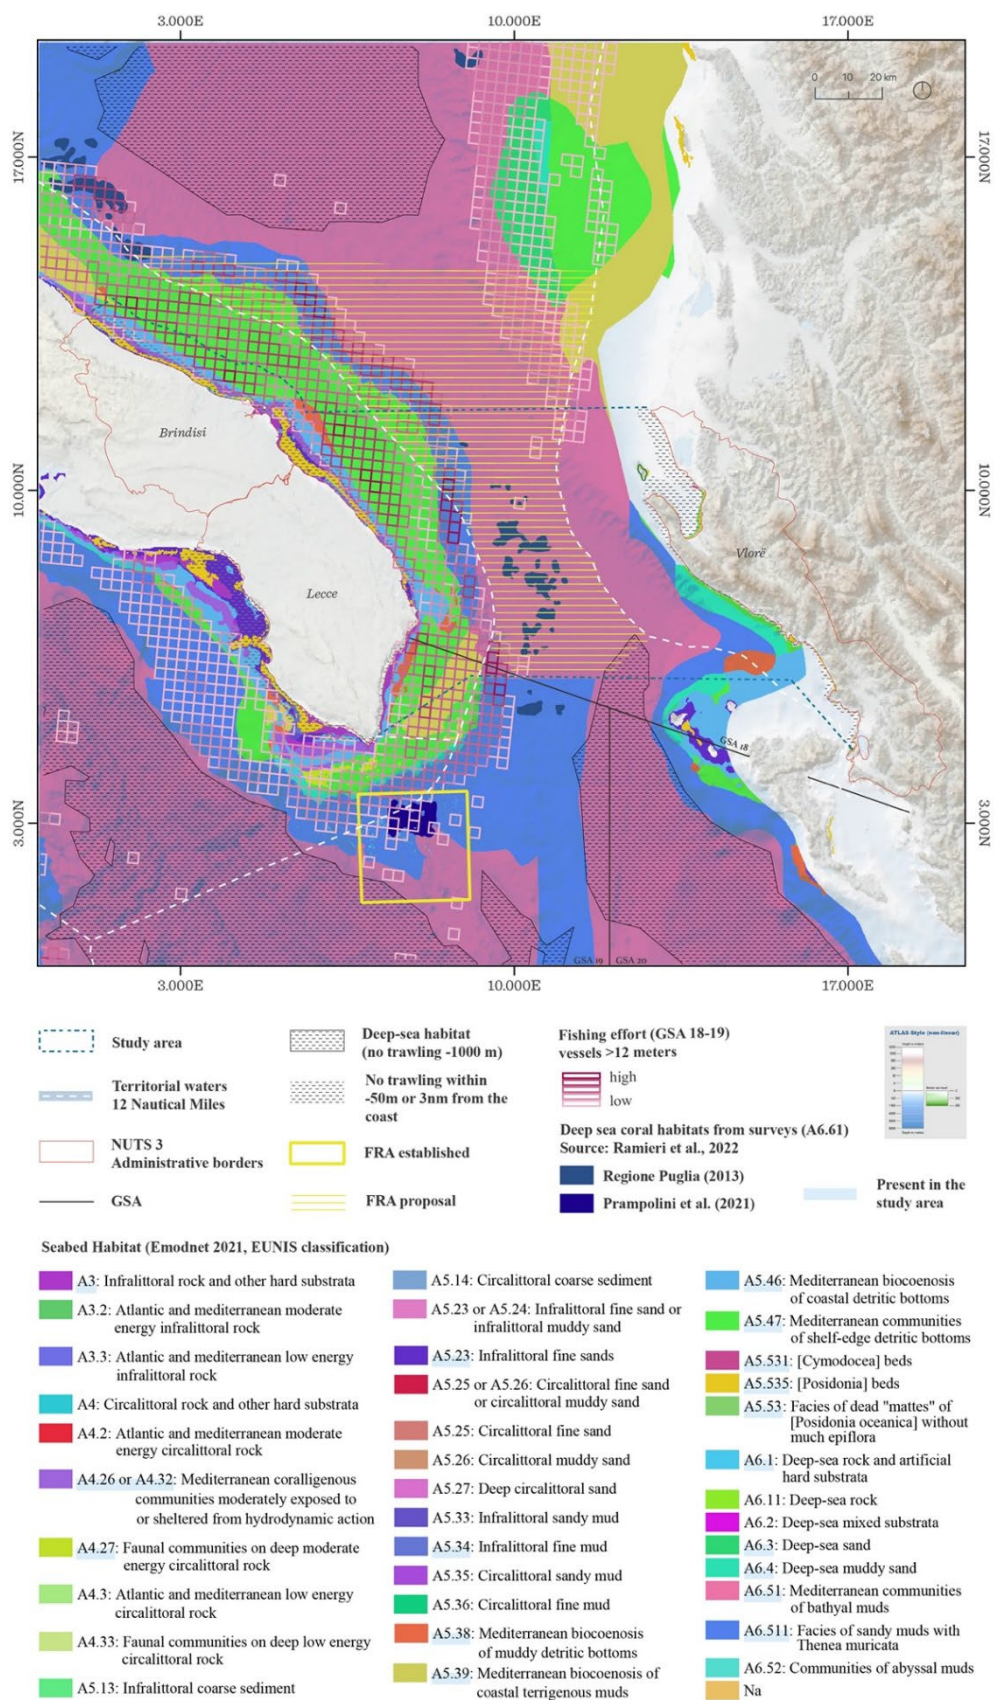 3.000E 10.000E 17.000E
0 10 20 km
17.000N 17.000N
Brindisi
10.000N 10.000N
Vlorë
Lecce
GSA 18
3.000N 3.000N
GSA 19 GSA 20
3.000E 10.000E 17.000E
Study area
Territorial waters
12 Nautical Miles
NUTS 3
Administrative borders
GSA
Deep-sea habitat
(no trawling -1000 m)
No trawling within
-50m or 3nm from the
coast
FRA established
FRA proposal
Fishing effort (GSA 18-19)
vessels >12 meters
high
low
Deep sea coral habitats from surveys (A6.61)
Source: Ramieri et al., 2022
Regione Puglia (2013)
Prampolini et al. (2021)
ATLAS Style (non-linear)
Present in the
study area
Seabed Habitat (Emodnet 2021, EUNIS classification)
A3: Infralittoral rock and other hard substrata
A3.2: Atlantic and mediterranean moderate
energy infralittoral rock
A3.3: Atlantic and mediterranean low energy
infralittoral rock
A4: Circalittoral rock and other hard substrata
A4.2: Atlantic and mediterranean moderate
energy circalittoral rock
A4.26 or A4.32: Mediterranean coralligenous
communities moderately exposed to
or sheltered from hydrodynamic action
A4.27: Faunal communities on deep moderate
energy circalittoral rock
A4.3: Atlantic and mediterranean low energy
circalittoral rock
A4.33: Faunal communities on deep low energy
circalittoral rock
A5.13: Infralittoral coarse sediment
A5.14: Circalittoral coarse sediment
A5.23 or A5.24: Infralittoral fine sand or
infralittoral muddy sand
A5.23: Infralittoral fine sands
A5.25 or A5.26: Circalittoral fine sand
or circalittoral muddy sand
A5.25: Circalittoral fine sand
A5.26: Circalittoral muddy sand
A5.27: Deep circalittoral sand
A5.33: Infralittoral sandy mud
A5.34: Infralittoral fine mud
A5.35: Circalittoral sandy mud
A5.36: Circalittoral fine mud
A5.38: Mediterranean biocoenosis
of muddy detritic bottoms
A5.39: Mediterranean biocoenosis of
coastal terrigenous muds
A5.46: Mediterranean biocoenosis
of coastal detritic bottoms
A5.47: Mediterranean communities
of shelf-edge detritic bottoms
A5.531: [Cymodocea] beds
A5.535: [Posidonia] beds
A5.53: Facies of dead "mattes" of
[Posidonia oceanica] without
much epiflora
A6.1: Deep-sea rock and artificial
hard substrata
A6.11: Deep-sea rock
A6.2: Deep-sea mixed substrata
A6.3: Deep-sea sand
A6.4: Deep-sea muddy sand
A6.51: Mediterranean communities
of bathyal muds
A6.511: Facies of sandy muds with
Thenea muricata
A6.52: Communities of abyssal muds
Na